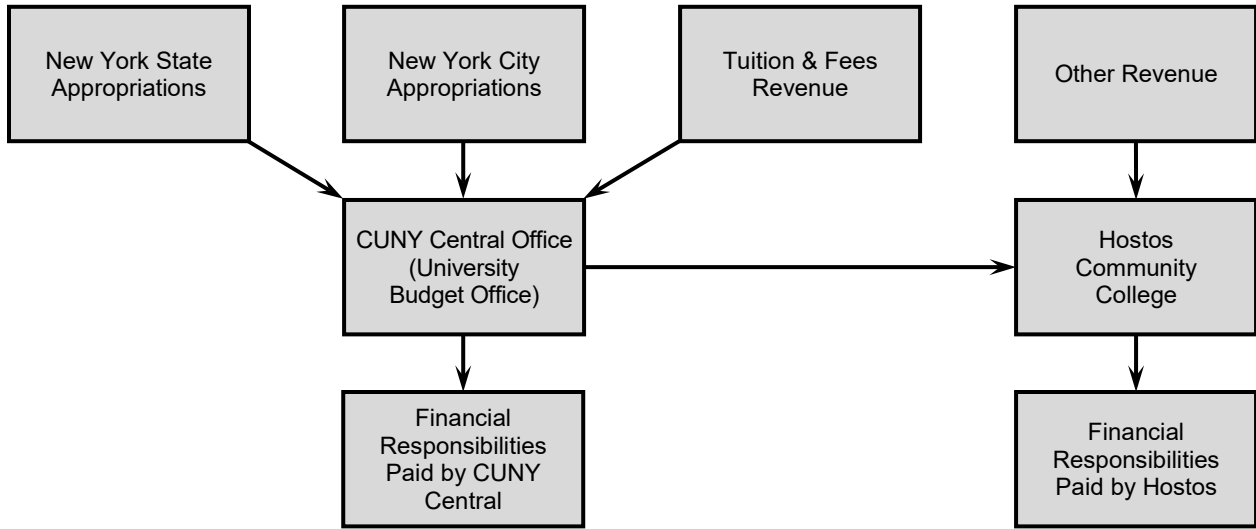 New York State
Appropriations
New York City
Appropriations
Tuition & Fees
Revenue
Other Revenue
CUNY Central Office
(University
Budget Office)
Hostos
Community
College
Financial
Responsibilities
Paid by CUNY
Central
Financial
Responsibilities
Paid by Hostos